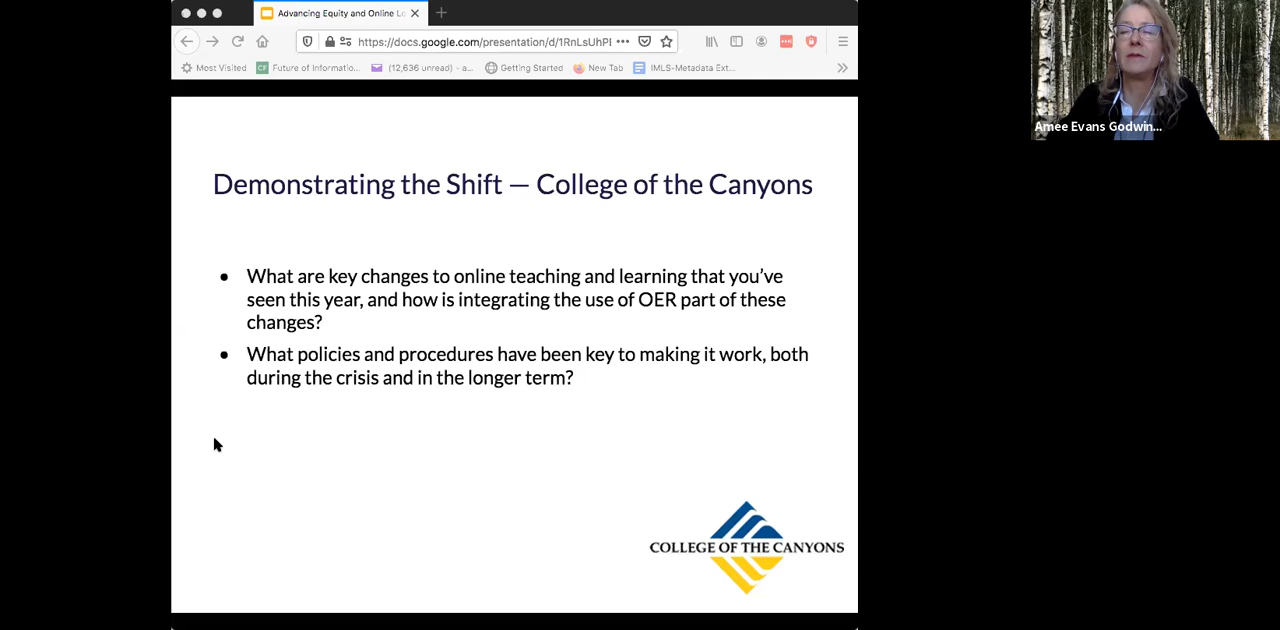 Advancing Equity and Online Le
https://docs.google.com/presentation/d/1RnLsUhPI
Most Visited
Future of Informatio...
(12,636 unread) - a...
Getting Started
New Tab
IMLS-Metadata Ext...
Amee Evans Godwin...
Demonstrating the Shift — College of the Canyons
• What are key changes to online teaching and learning that you've
seen this year, and how is integrating the use of OER part of these
changes?
• What policies and procedures have been key to making it work, both
during the crisis and in the longer term?
COLLEGE OF THE CANYONS